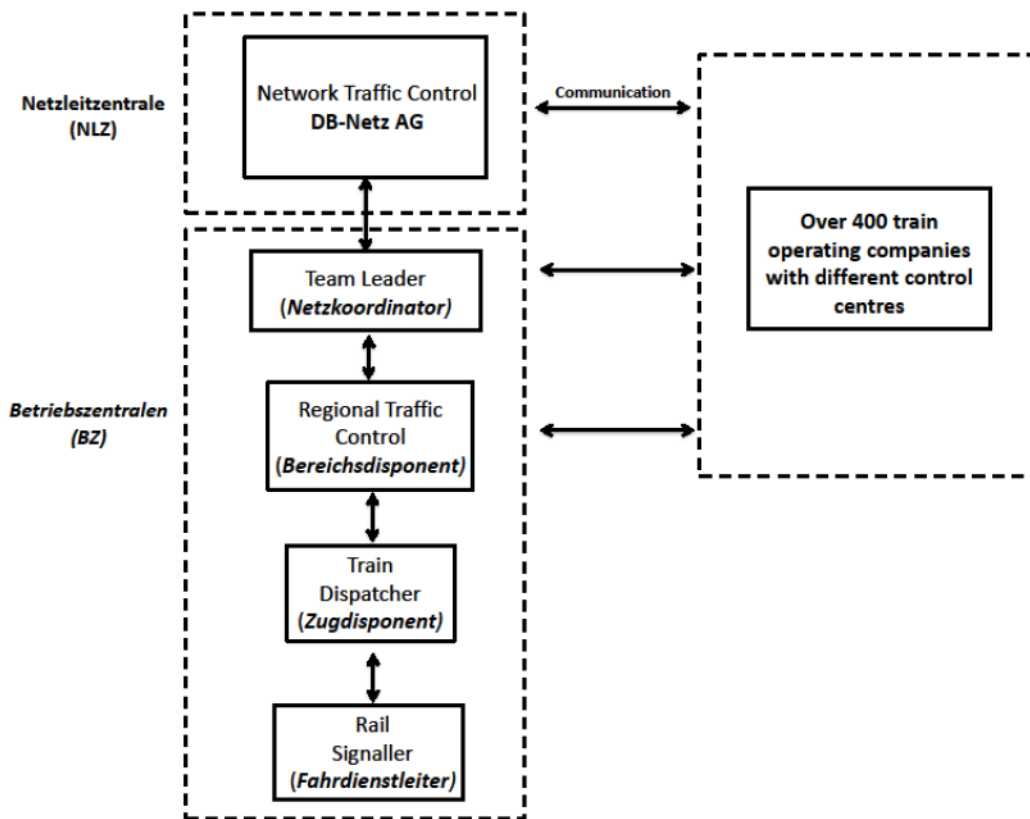 Netzleitzentrale
(NLZ)
Network Traffic Control
DB-Netz AG
Communication
Over 400 train
operating companies
with different control
centres
Team Leader
(Netzkoordinator)
Betriebszentralen
(BZ)
Regional Traffic
Control
(Bereichsdisponent)
Train
Dispatcher
(Zugdisponent)
Rail
Signaller
(Fahrdienstleiter)